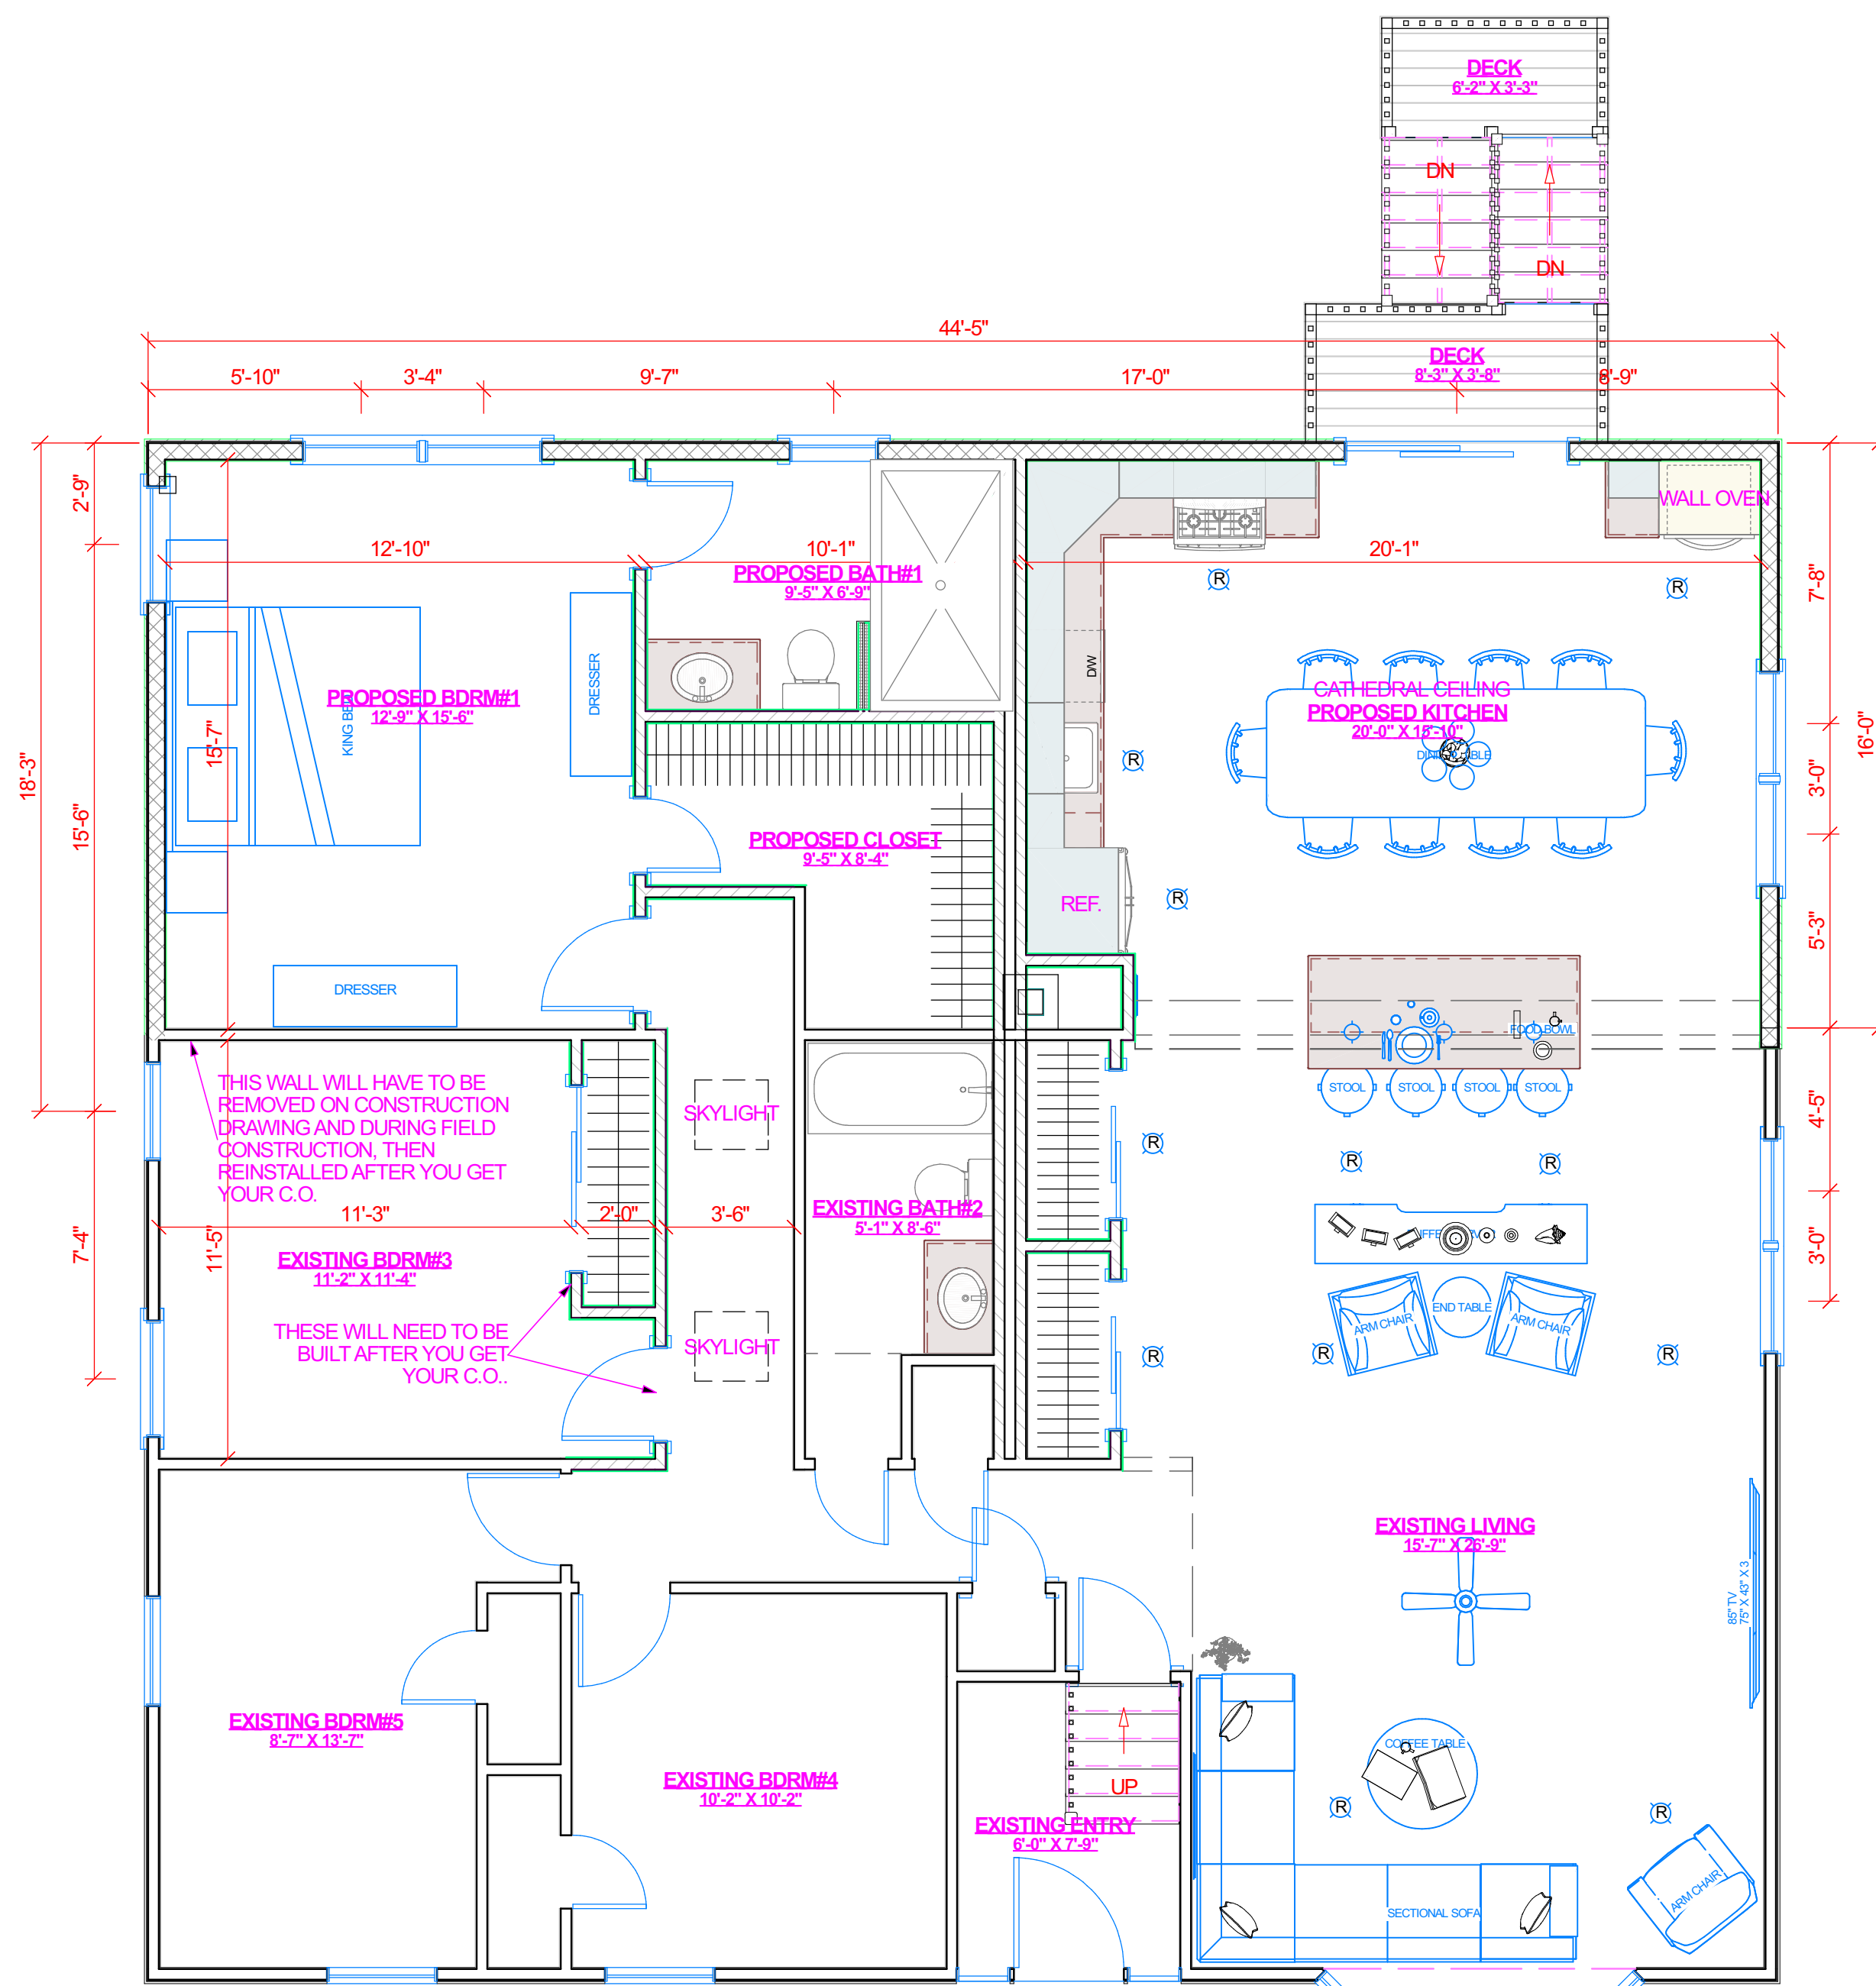 DECK
6'-2" X 3'-3"
DN
DN
44'-5"
DECK
8'-3" X 3'-8"
5'-10"
3'-4"
9'-7"
17'-0"
8'-9"
2'-9"
WALL OVEN
12'-10"
10'-1"
20'-1"
PROPOSED BATH#1
9'-5" X 6'-9"
R
R
7'-8"
DRESSER
D/W
CATHEDRAL CEILING
PROPOSED KITCHEN
20'-0" X 15'-10"
PROPOSED BDRM#1
12'-9" X 15'-6"
KING BED
15'-7"
18'-3"
15'-6"
R
16'-0"
3'-0"
PROPOSED CLOSET
9'-5" X 8'-4"
REF.
R
5'-3"
DRESSER
FOOD BOWL
STOOL
STOOL
STOOL
STOOL
4'-5"
THIS WALL WILL HAVE TO BE
REMOVED ON CONSTRUCTION
DRAWING AND DURING FIELD
CONSTRUCTION, THEN
REINSTALLED AFTER YOU GET
YOUR C.O.
SKYLIGHT
R
R
R
11'-3"
2'-0"
3'-6"
EXISTING BATH#2
5'-1" X 8'-6"
7'-4"
11'-5"
3'-0"
EXISTING BDRM#3
11'-2" X 11'-4"
END TABLE
ARM CHAIR
ARM CHAIR
THESE WILL NEED TO BE
BUILT AFTER YOU GET
YOUR C.O..
SKYLIGHT
R
R
R
EXISTING LIVING
15'-7" X 26'-9"
85" TV
75" X 43" X 3
EXISTING BDRM#5
8'-7" X 13'-7"
COFFEE TABLE
EXISTING BDRM#4
10'-2" X 10'-2"
UP
R
R
EXISTING ENTRY
6'-0" X 7'-9"
ARM CHAIR
SECTIONAL SOFA